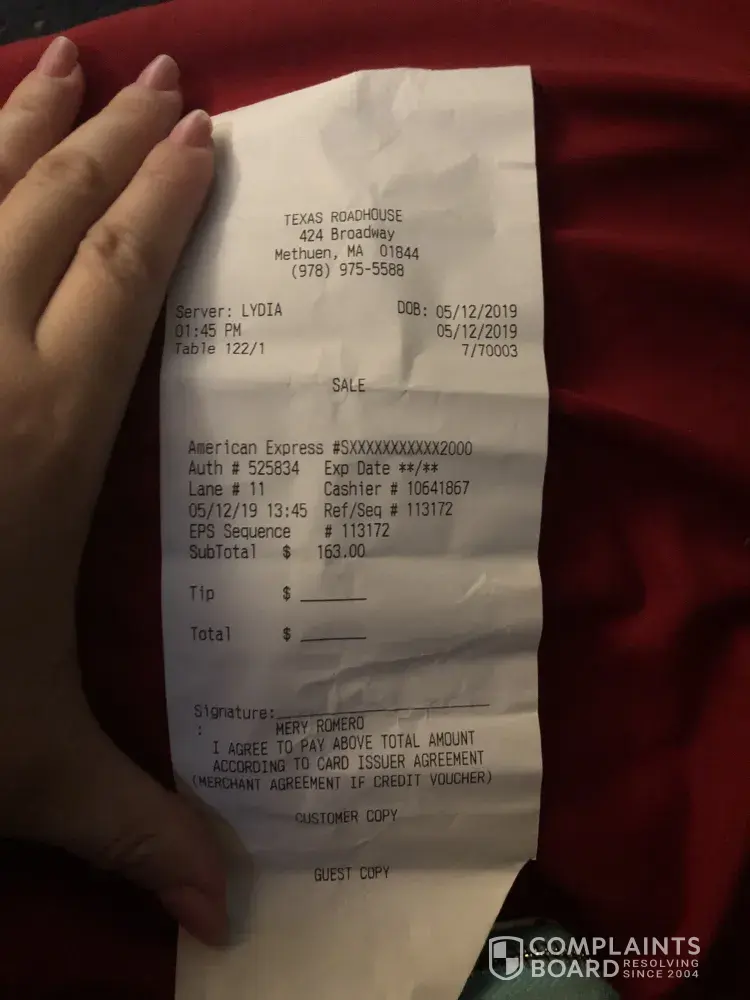 TEXAS ROADHOUSE
424 Broadway
Methuen, MA 01844
(978) 975-5588
Server: LYDIA DOB: 05/12/2019
01:45 PM 05/12/2019
Table 122/1 7/70003
SALE
American Express #SXXXXXXXXXXX2000
Auth # 525834 Exp Date **/**
Lane # 11 Cashier # 10641867
05/12/19 13:45 Ref/Seq # 113172
EPS Sequence # 113172
SubTotal $ 163.00
Tip $ ______
Total $ ______
Signature:____________________
: MERY ROMERO
I AGREE TO PAY ABOVE TOTAL AMOUNT
ACCORDING TO CARD ISSUER AGREEMENT
(MERCHANT AGREEMENT IF CREDIT VOUCHER)
CUSTOMER COPY
GUEST COPY
COMPLAINTS
BOARD RESOLVING
SINCE 2004